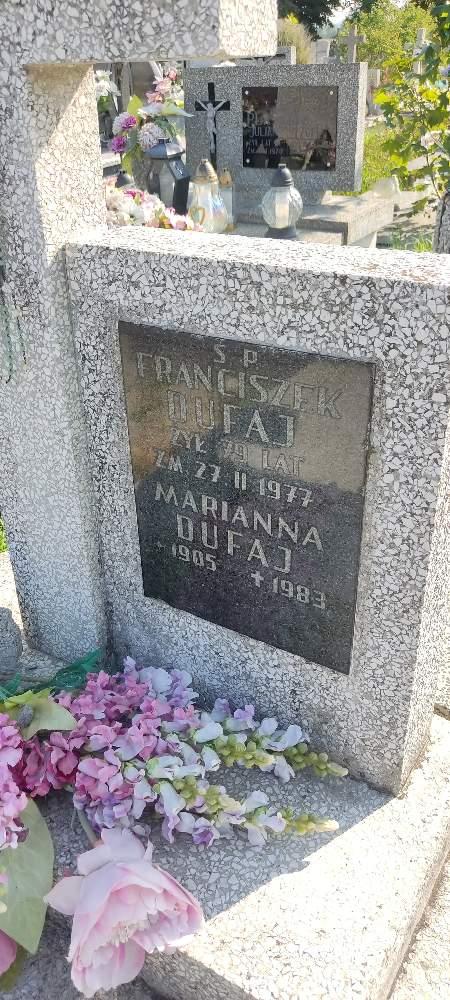 Ś P
FRANCISZEK
DUFAJ
ŻYŁ 79 LAT
ZM 27 II 1977
MARIANNA
DUFAJ
* 1905 + 1983